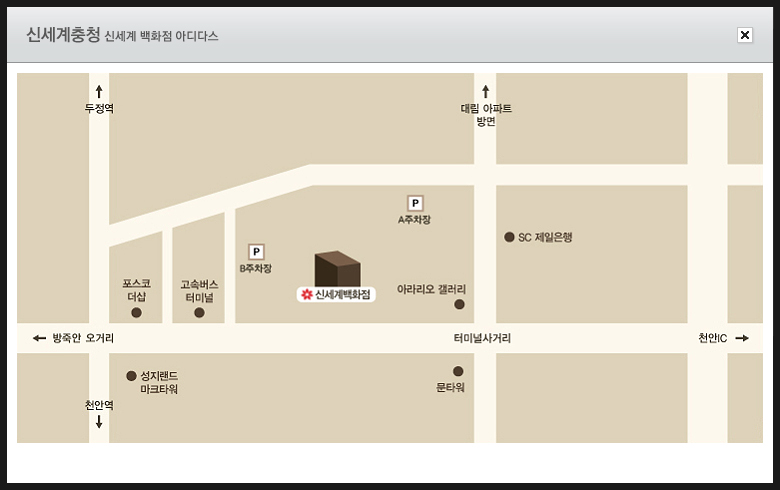 신세계충청 신세계 백화점 아디다스
두정역
대림 아파트
방면
P
A주차장
SC 제일은행
P
B주차장
포스코
더샵
고속버스
터미널
신세계백화점
아라리오 갤러리
방죽안 오거리
터미널사거리
천안IC
성지랜드
마크타워
문타워
천안역